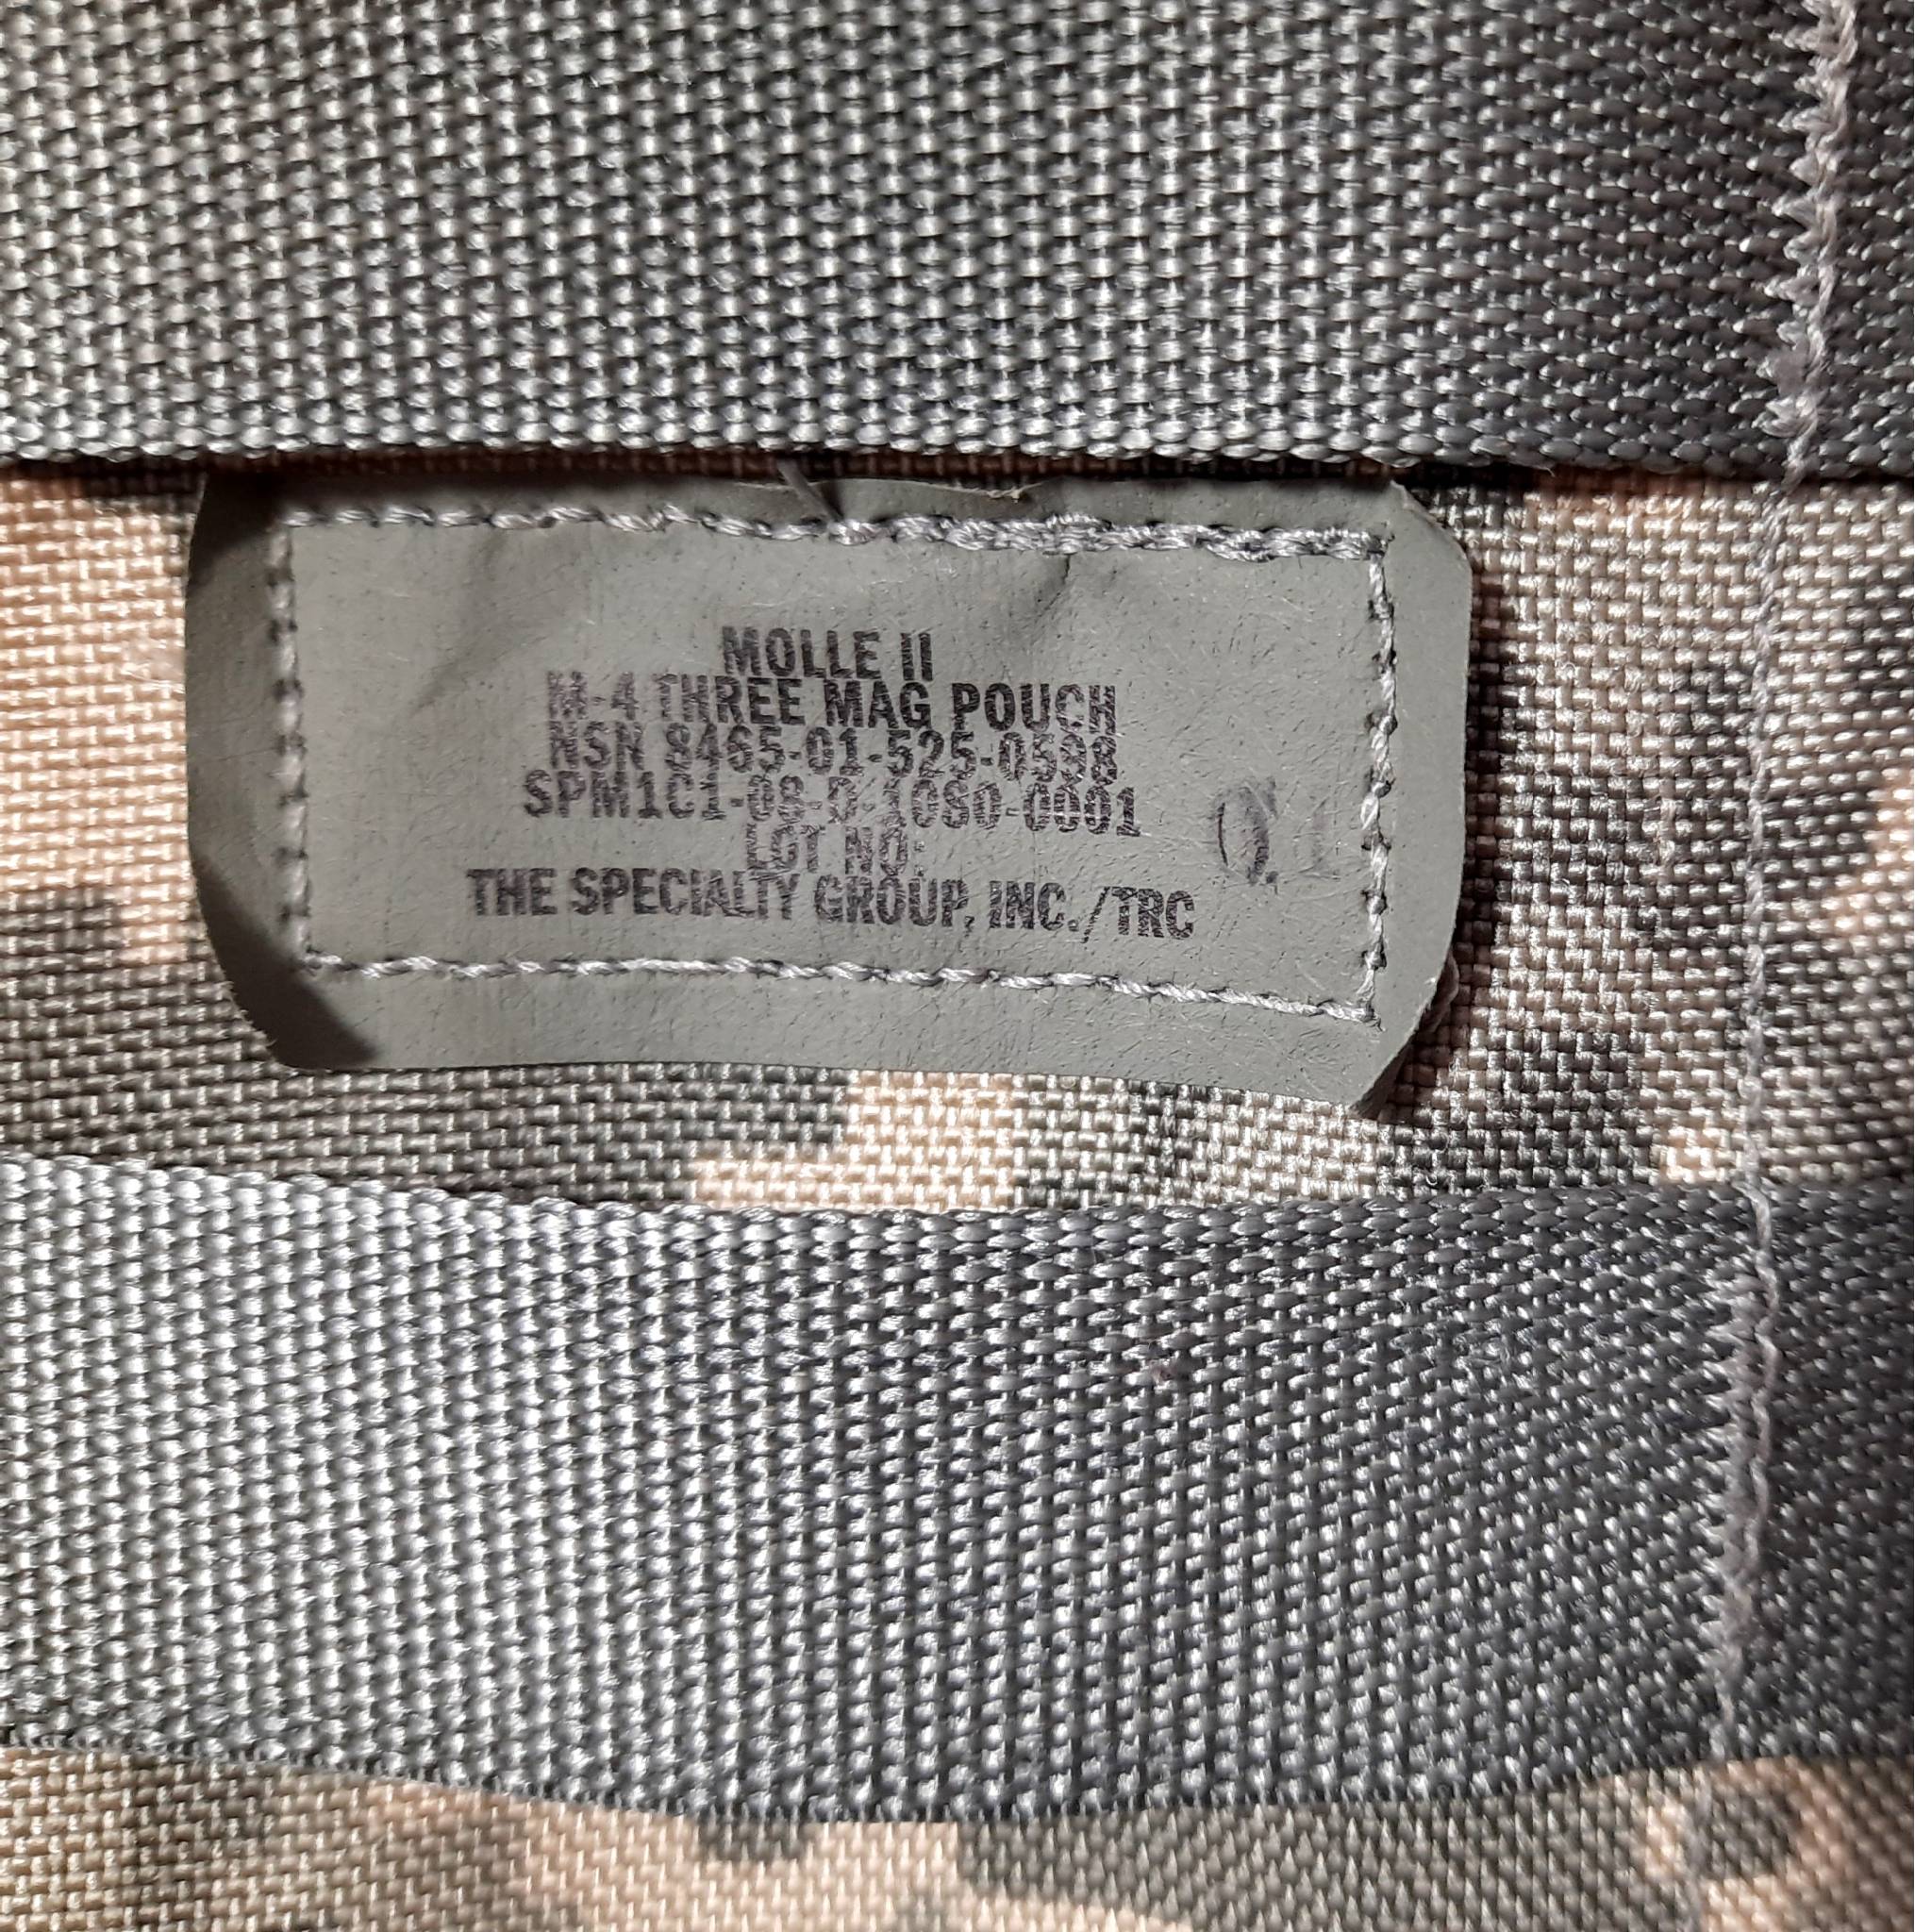 MOLLE II
M-4 THREE MAG POUCH
NSN 8465-01-525-0598
SPM1C1-08-D-1080-0001
LOT NO:
THE SPECIALTY GROUP, INC./TRC